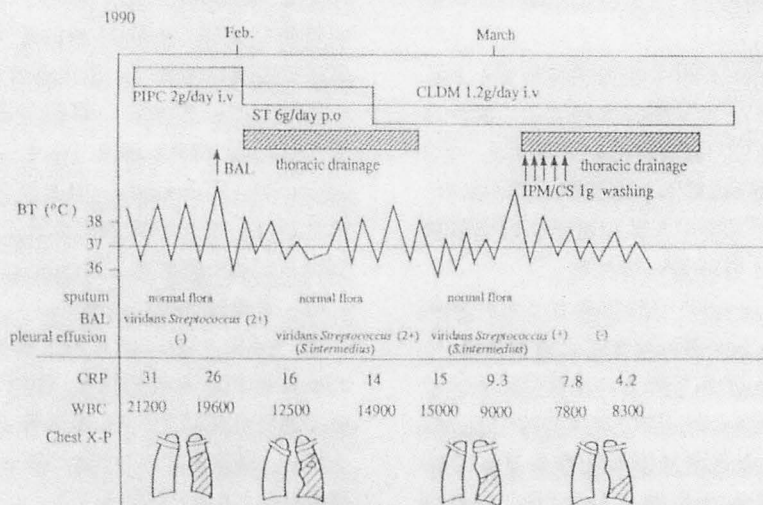 1990
Feb. March
PIPC 2g/day i.v
ST 6g/day p.o
CLDM 1.2g/day i.v
thoracic drainage
BAL
thoracic drainage
IPM/CS 1g washing
BT (°C)
38
37
36
sputum normal flora normal flora normal flora
BAL viridans Streptococcus (2+)
pleural effusion (-) viridans Streptococcus (2+) viridans Streptococcus (+) (-)
(S.intermedius) (S.intermedius)
CRP 31 26 16 14 15 9.3 7.8 4.2
WBC 21200 19600 12500 14900 15000 9000 7800 8300
Chest X-P